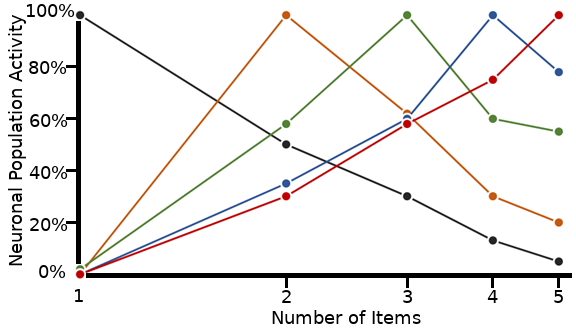 Neuronal Population Activity
100%
80%
60%
40%
20%
0%
1 2 3 4 5
Number of Items